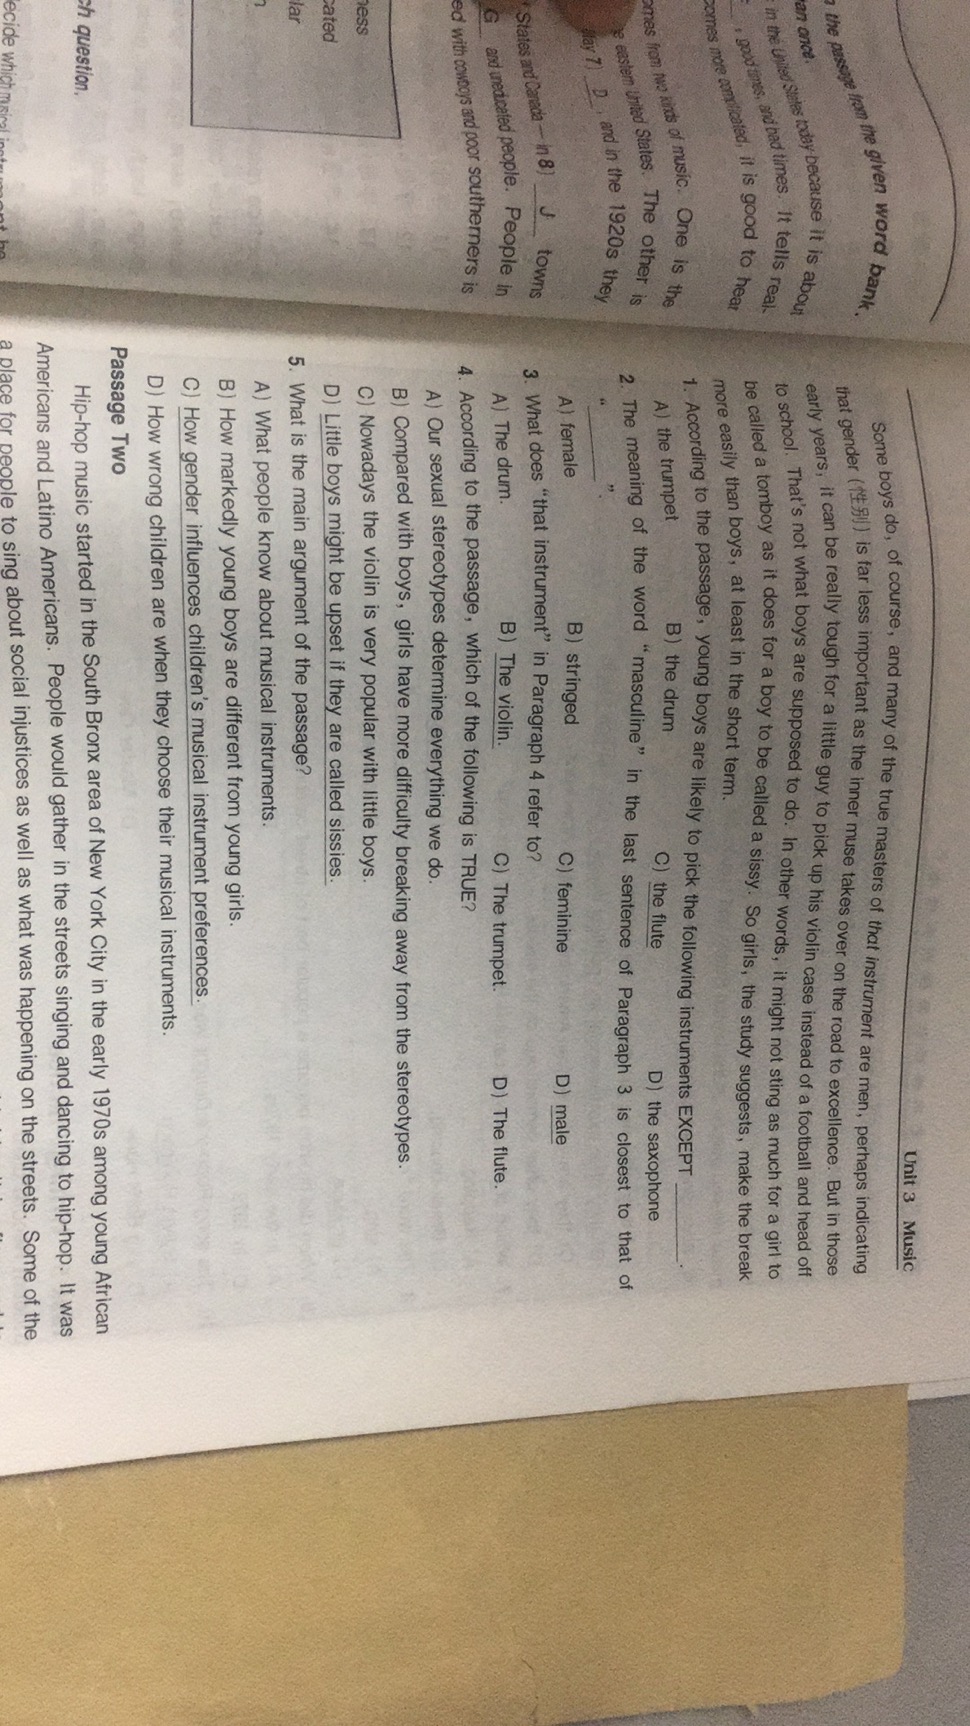 the passage from the given word bank.
an once.
in the United States today because it is about
, good times, and bad times. It tells real
comes more complicated, it is good to hear
omes from two kinds of music. One is the
eastern United States. The other is
7) D , and in the 1920s they
States and Canada — in 8) J towns
G and uneducated people. People in
ed with cowboys and poor southerners is
ness
cated
lar
ch question.
ecide which musical
Unit 3 Music
Some boys do, of course, and many of the true masters of that instrument are men, perhaps indicating
that gender (性别) is far less important as the inner muse takes over on the road to excellence. But in those
early years, it can be really tough for a little guy to pick up his violin case instead of a football and head off
to school. That's not what boys are supposed to do. In other words, it might not sting as much for a girl to
be called a tomboy as it does for a boy to be called a sissy. So girls, the study suggests, make the break
more easily than boys, at least in the short term.
1. According to the passage, young boys are likely to pick the following instruments EXCEPT ______.
A) the trumpet B) the drum C) the flute D) the saxophone
2. The meaning of the word “masculine” in the last sentence of Paragraph 3 is closest to that of
“______”.
A) female B) stringed C) feminine D) male
3. What does “that instrument” in Paragraph 4 refer to?
A) The drum. B) The violin. C) The trumpet. D) The flute.
4. According to the passage, which of the following is TRUE?
A) Our sexual stereotypes determine everything we do.
B) Compared with boys, girls have more difficulty breaking away from the stereotypes.
C) Nowadays the violin is very popular with little boys.
D) Little boys might be upset if they are called sissies.
5. What is the main argument of the passage?
A) What people know about musical instruments.
B) How markedly young boys are different from young girls.
C) How gender influences children's musical instrument preferences.
D) How wrong children are when they choose their musical instruments.
Passage Two
Hip-hop music started in the South Bronx area of New York City in the early 1970s among young African
Americans and Latino Americans. People would gather in the streets singing and dancing to hip-hop. It was
a place for people to sing about social injustices as well as what was happening on the streets. Some of the